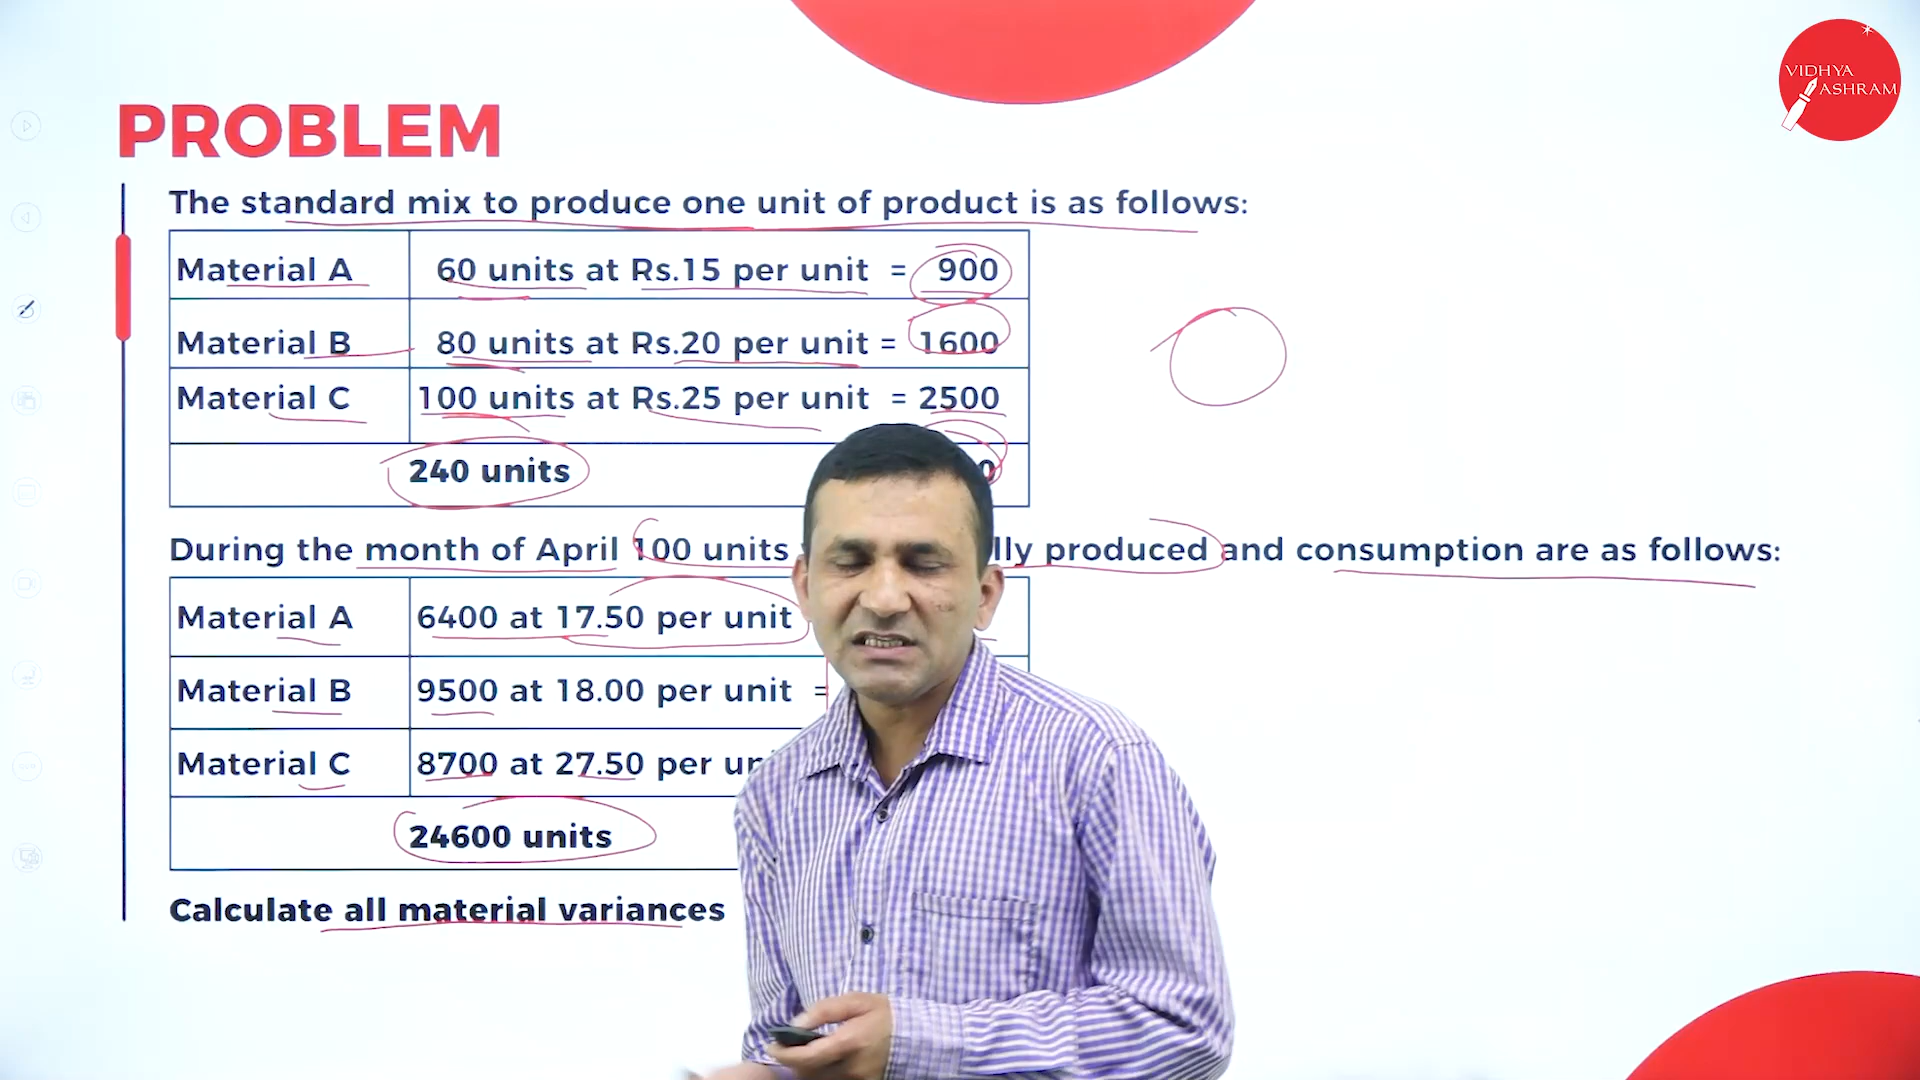 VIDHYA
ASHRAM
PROBLEM
The standard mix to produce one unit of product is as follows:
Material A 60 units at Rs.15 per unit = 900
Material B 80 units at Rs.20 per unit = 1600
Material C 100 units at Rs.25 per unit = 2500
240 units
During the month of April 100 units produced and consumption are as follows:
Material A 6400 at 17.50 per unit
Material B 9500 at 18.00 per unit =
Material C 8700 at 27.50 per
24600 units
Calculate all material variances